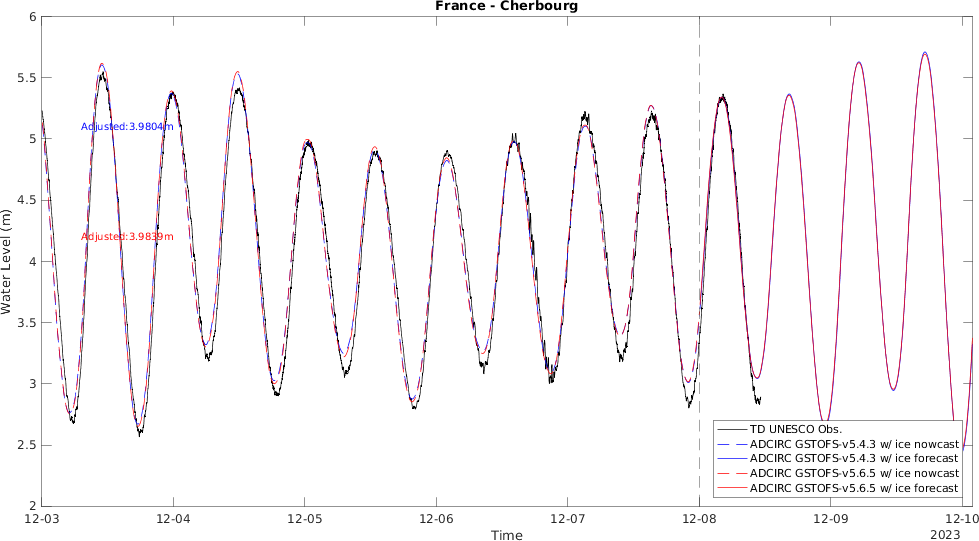 France - Cherbourg
6
5.5
5
4.5
4
3.5
3
2.5
2
Water Level (m)
Adjusted:3.9804m
Adjusted:3.9839m
TD UNESCO Obs.
ADCIRC GSTOFS-v5.4.3 w/ ice nowcast
ADCIRC GSTOFS-v5.4.3 w/ ice forecast
ADCIRC GSTOFS-v5.6.5 w/ ice nowcast
ADCIRC GSTOFS-v5.6.5 w/ ice forecast
12-03 12-04 12-05 12-06 12-07 12-08 12-09 12-10
Time
2023